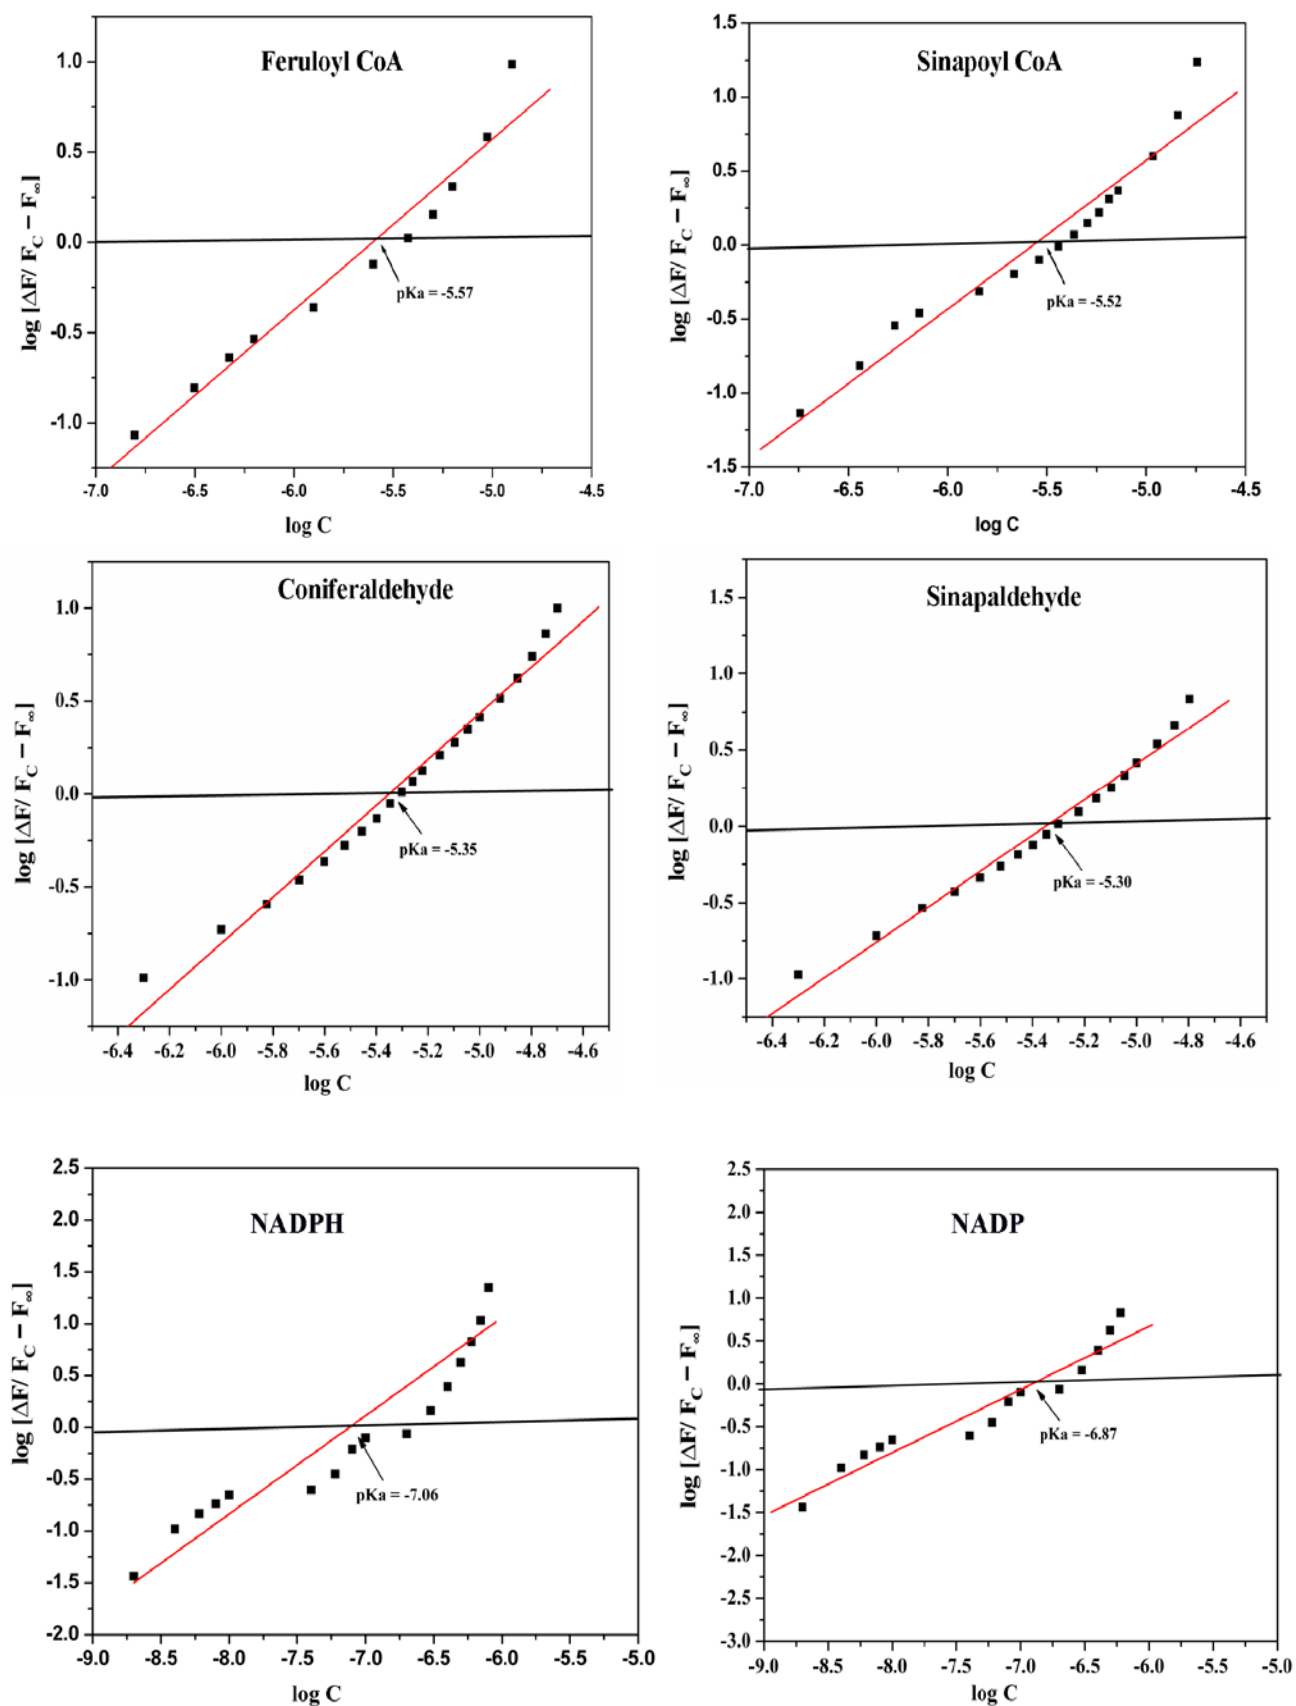 Feruloyl CoA
log [ΔF/ F_C − F_∞]
1.0
0.5
0.0
-0.5
-1.0
pKa = -5.57
-7.0 -6.5 -6.0 -5.5 -5.0 -4.5
log C
Sinapoyl CoA
log [ΔF/ F_C − F_∞]
1.5
1.0
0.5
0.0
-0.5
-1.0
-1.5
pKa = -5.52
-7.0 -6.5 -6.0 -5.5 -5.0 -4.5
log C
Coniferaldehyde
log [ΔF/ F_C − F_∞]
1.0
0.5
0.0
-0.5
-1.0
pKa = -5.35
-6.4 -6.2 -6.0 -5.8 -5.6 -5.4 -5.2 -5.0 -4.8 -4.6
log C
Sinapaldehyde
log [ΔF/ F_C − F_∞]
1.5
1.0
0.5
0.0
-0.5
-1.0
pKa = -5.30
-6.4 -6.2 -6.0 -5.8 -5.6 -5.4 -5.2 -5.0 -4.8 -4.6
log C
NADPH
log [ΔF/ F_C − F_∞]
2.5
2.0
1.5
1.0
0.5
0.0
-0.5
-1.0
-1.5
-2.0
pKa = -7.06
-9.0 -8.5 -8.0 -7.5 -7.0 -6.5 -6.0 -5.5 -5.0
log C
NADP
log [ΔF/ F_C − F_∞]
2.5
2.0
1.5
1.0
0.5
0.0
-0.5
-1.0
-1.5
-2.0
-2.5
-3.0
pKa = -6.87
-9.0 -8.5 -8.0 -7.5 -7.0 -6.5 -6.0 -5.5 -5.0
log C